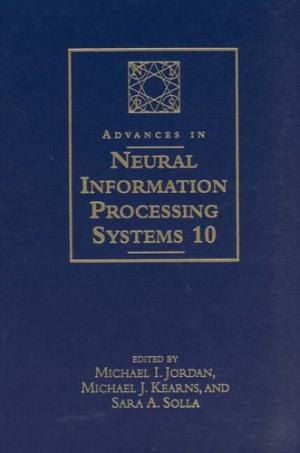 ADVANCES IN
NEURAL
INFORMATION
PROCESSING
SYSTEMS 10
EDITED BY
MICHAEL I. JORDAN,
MICHAEL J. KEARNS, AND
SARA A. SOLLA